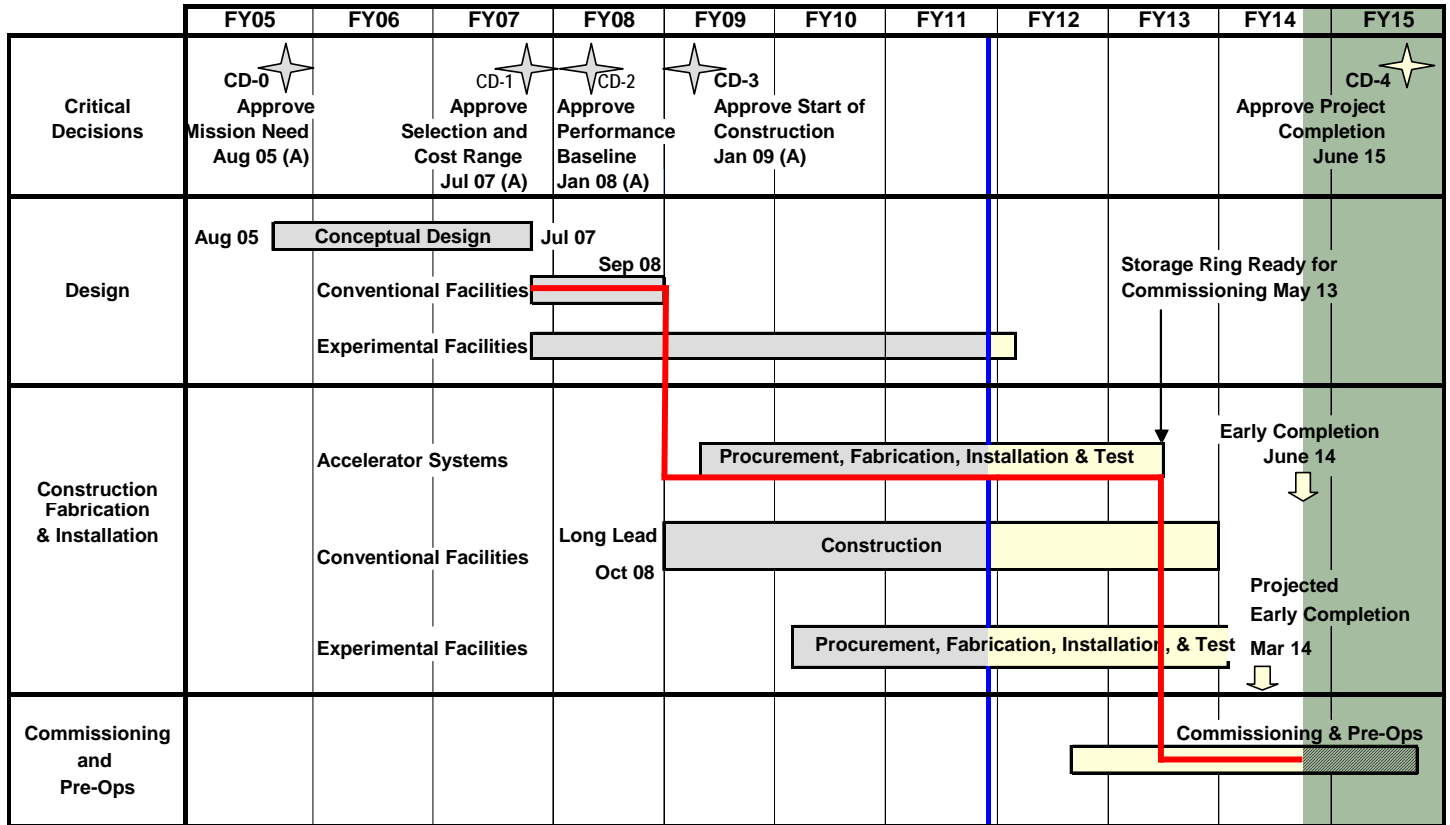 FY05 FY06 FY07 FY08 FY09 FY10 FY11 FY12 FY13 FY14 FY15
Critical
Decisions
CD-0
Approve
Mission Need
Aug 05 (A)
CD-1
Approve
Selection and
Cost Range
Jul 07 (A)
CD-2
Approve
Performance
Baseline
Jan 08 (A)
CD-3
Approve Start of
Construction
Jan 09 (A)
CD-4
Approve Project
Completion
June 15
Design
Aug 05 Conceptual Design Jul 07
Sep 08
Conventional Facilities
Experimental Facilities
Storage Ring Ready for
Commissioning May 13
Construction
Fabrication
& Installation
Accelerator Systems
Procurement, Fabrication, Installation & Test
Early Completion
June 14
Conventional Facilities
Long Lead
Oct 08
Construction
Experimental Facilities
Procurement, Fabrication, Installation, & Test
Projected
Early Completion
Mar 14
Commissioning
and
Pre-Ops
Commissioning & Pre-Ops